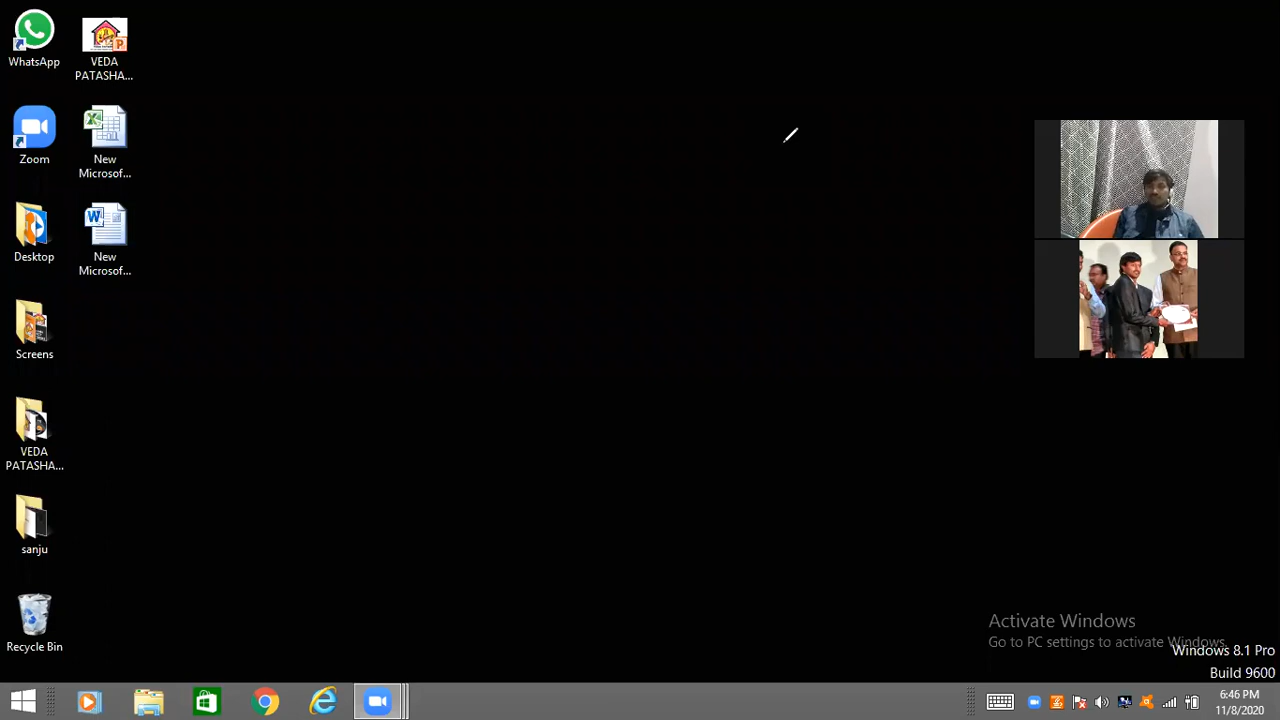 WhatsApp
VEDA
PATASHA...
Zoom
New
Microsof...
Desktop
New
Microsof...
Screens
VEDA
PATASHA...
sanju
Recycle Bin
Activate Windows
Go to PC settings to activate Windows.
Windows 8.1 Pro
Build 9600
6:46 PM
11/8/2020